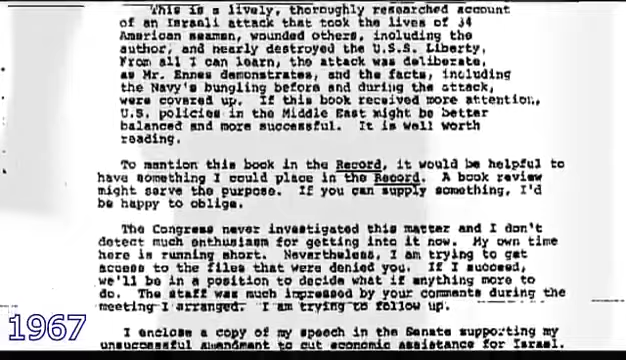 This is a lively, thoroughly researched account
of an Israeli attack that took the lives of 34
American seamen, wounded others, including the
author, and nearly destroyed the U.S.S. Liberty.
From all I can learn, the attack was deliberate,
as Mr. Ennes demonstrates, and the facts, including
the Navy's bungling before and during the attack,
were covered up. If this book received more attention,
U.S. policies in the Middle East might be better
balanced and more successful. It is well worth
reading.
To mention this book in the Record, it would be helpful to
have something I could place in the Record. A book review
might serve the purpose. If you can supply something, I'd
be happy to oblige.
The Congress never investigated this matter and I don't
detect much enthusiasm for getting into it now. My own time
here is running short. Nevertheless, I am trying to get
access to the files that were denied you. If I succeed,
we'll be in a position to decide what if anything more to
do. The staff was much impressed by your comments during the
meeting I arranged. I am trying to follow up.
1967
I enclose a copy of my speech in the Senate supporting my
unsuccessful amendment to cut economic assistance for Israel.